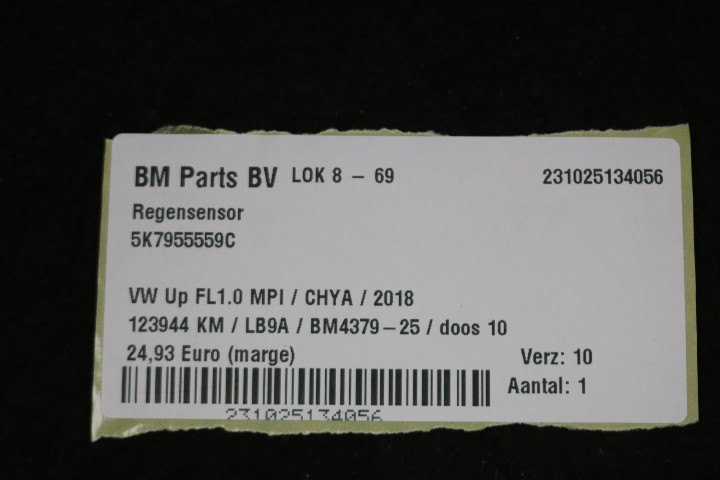 BM Parts BV LOK 8 - 69 231025134056
Regensensor
5K7955559C
VW Up FL1.0 MPI / CHYA / 2018
123944 KM / LB9A / BM4379-25 / doos 10
24,93 Euro (marge) Verz: 10
Aantal: 1
231025134056